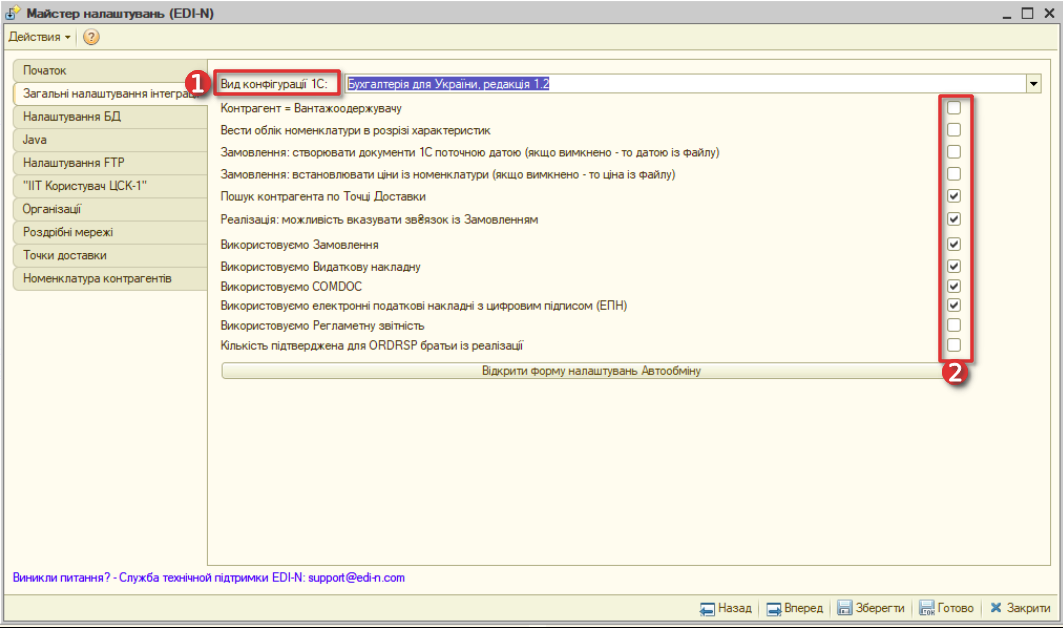 Майстер налаштувань (EDI-N)
Действия
Початок
Загальні налаштування інтеграц
Налаштування БД
Java
Налаштування FTP
"ІІТ Користувач ЦСК-1"
Організації
Роздрібні мережі
Точки доставки
Номенклатура контрагентів
1
Вид конфігурації 1С: Бухгалтерія для України, редакція 1.2
Контрагент = Вантажоодержувачу
Вести облік номенклатури в розрізі характеристик
Замовлення: створювати документи 1С поточною датою (якщо вимкнено - то датою із файлу)
Замовлення: встановлювати ціни із номенклатури (якщо вимкнено - то ціна із файлу)
Пошук контрагента по Точці Доставки
Реалізація: можливість вказувати зв₴язок із Замовленням
Використовуємо Замовлення
Використовуємо Видаткову накладну
Використовуємо COMDOC
Використовуємо електронні податкові накладні з цифровим підписом (ЕПН)
Використовуємо Регламетну звітність
Кількість підтверджена для ORDRSP братьи із реалізації
Відкрити форму налаштувань Автообміну
2
Виникли питання? - Служба технічної підтримки EDI-N: support@edi-n.com
Назад Вперед Зберегти Готово Закрити